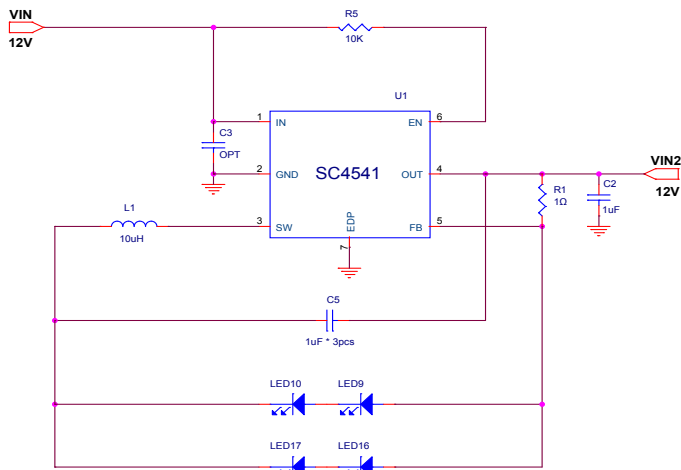 VIN
12V
R5
10K
U1
1
IN
EN
6
C3
OPT
2
GND
SC4541
OUT
4
VIN2
12V
R1
1Ω
C2
1uF
L1
10uH
3
SW
EDP
FB
5
7
C5
1uF * 3pcs
LED10
LED9
LED17
LED16